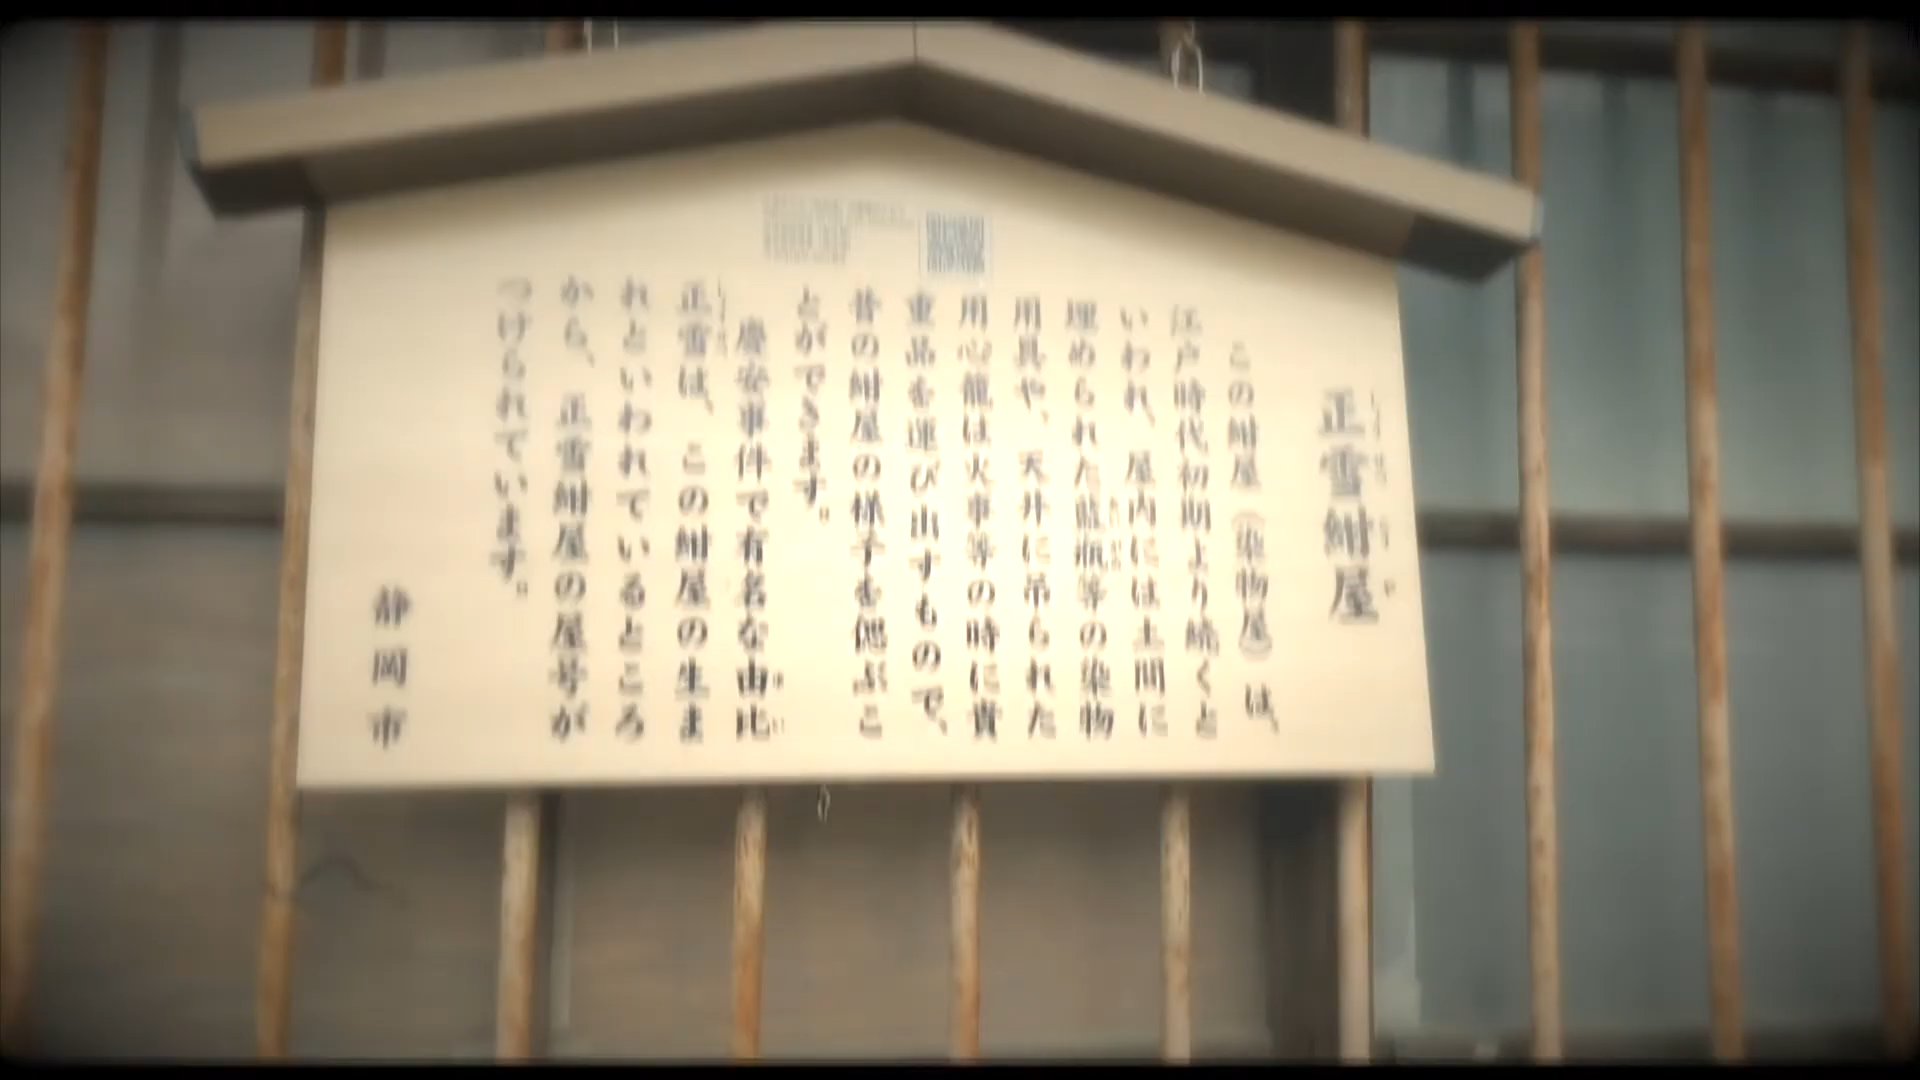 正雪紺屋
この紺屋（染物屋）は、
江戸時代初期より続くと
いわれ、屋内には土間に
埋められた藍瓶等の染物
用具や、天井に吊られた
用心籠は火事等の時に貴
重品を運び出すもので、
昔の紺屋の様子を偲ぶこ
とができます。
慶安事件で有名な由比
正雪は、この紺屋の生ま
れといわれているところ
から、正雪紺屋の屋号が
つけられています。
静岡市